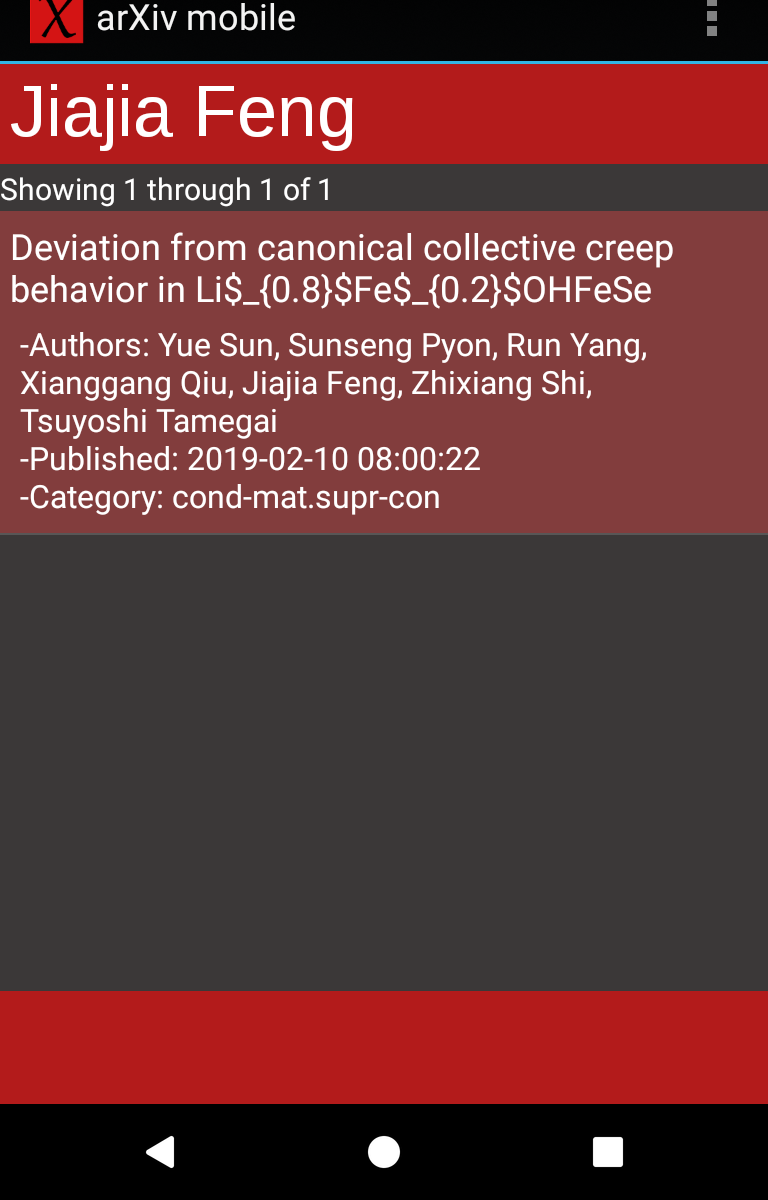 X arXiv mobile
Jiajia Feng
Showing 1 through 1 of 1
Deviation from canonical collective creep
behavior in Li$_{0.8}$Fe$_{0.2}$OHFeSe
-Authors: Yue Sun, Sunseng Pyon, Run Yang,
Xianggang Qiu, Jiajia Feng, Zhixiang Shi,
Tsuyoshi Tamegai
-Published: 2019-02-10 08:00:22
-Category: cond-mat.supr-con